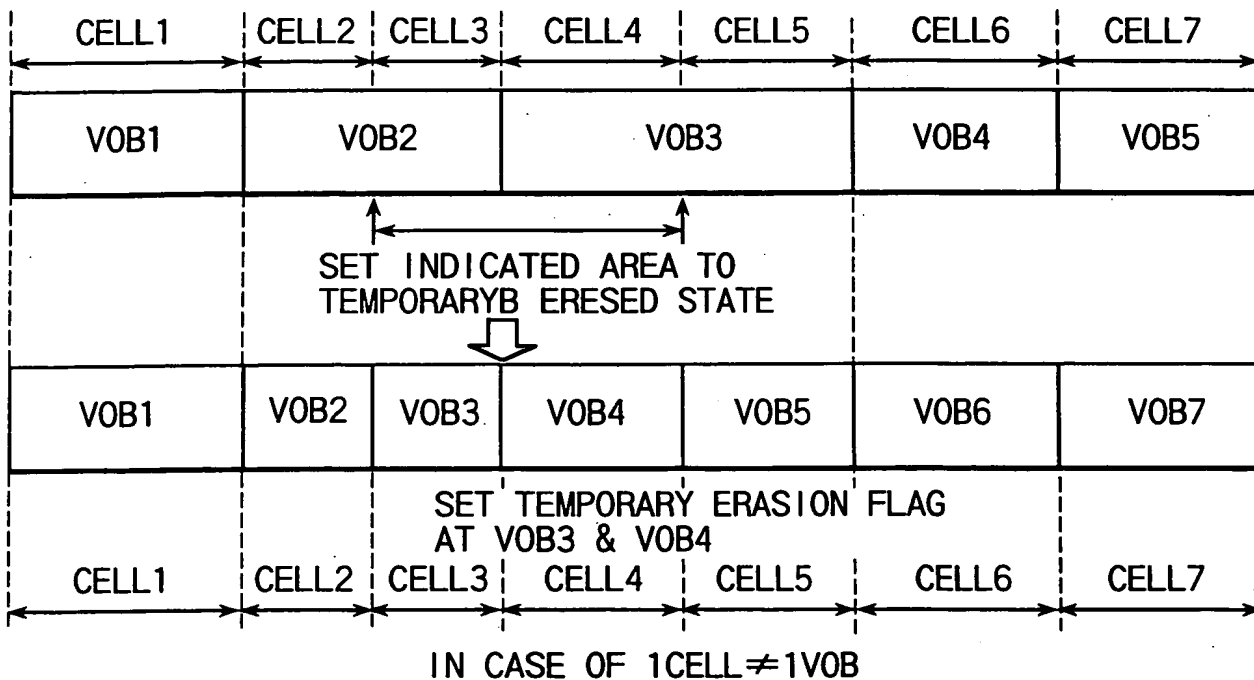 CELL1 CELL2 CELL3 CELL4 CELL5 CELL6 CELL7
VOB1 VOB2 VOB3 VOB4 VOB5
SET INDICATED AREA TO
TEMPORARYB ERESED STATE
VOB1 VOB2 VOB3 VOB4 VOB5 VOB6 VOB7
SET TEMPORARY ERASION FLAG
AT VOB3 & VOB4
CELL1 CELL2 CELL3 CELL4 CELL5 CELL6 CELL7
IN CASE OF 1CELL≠1VOB